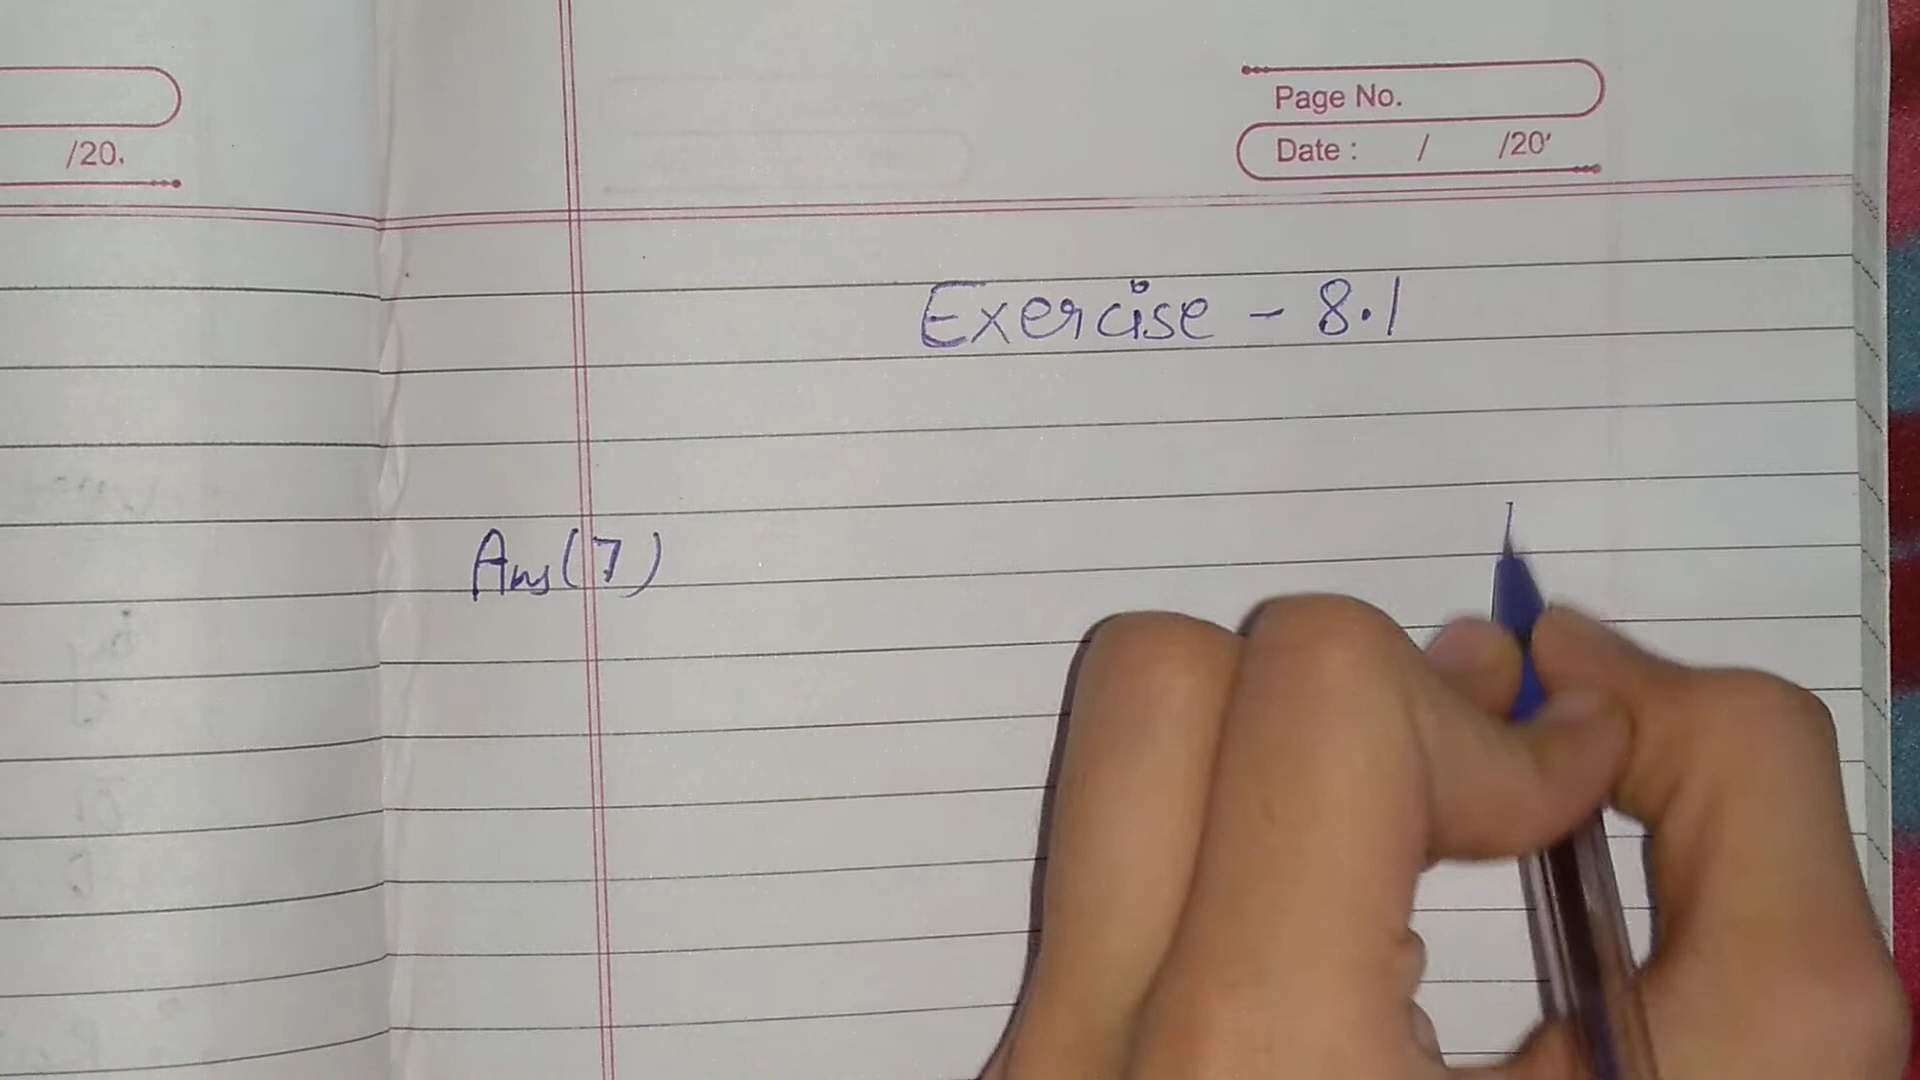 /20.
Page No.
Date : / /20'
Exercise - 8.1
Ans(7)